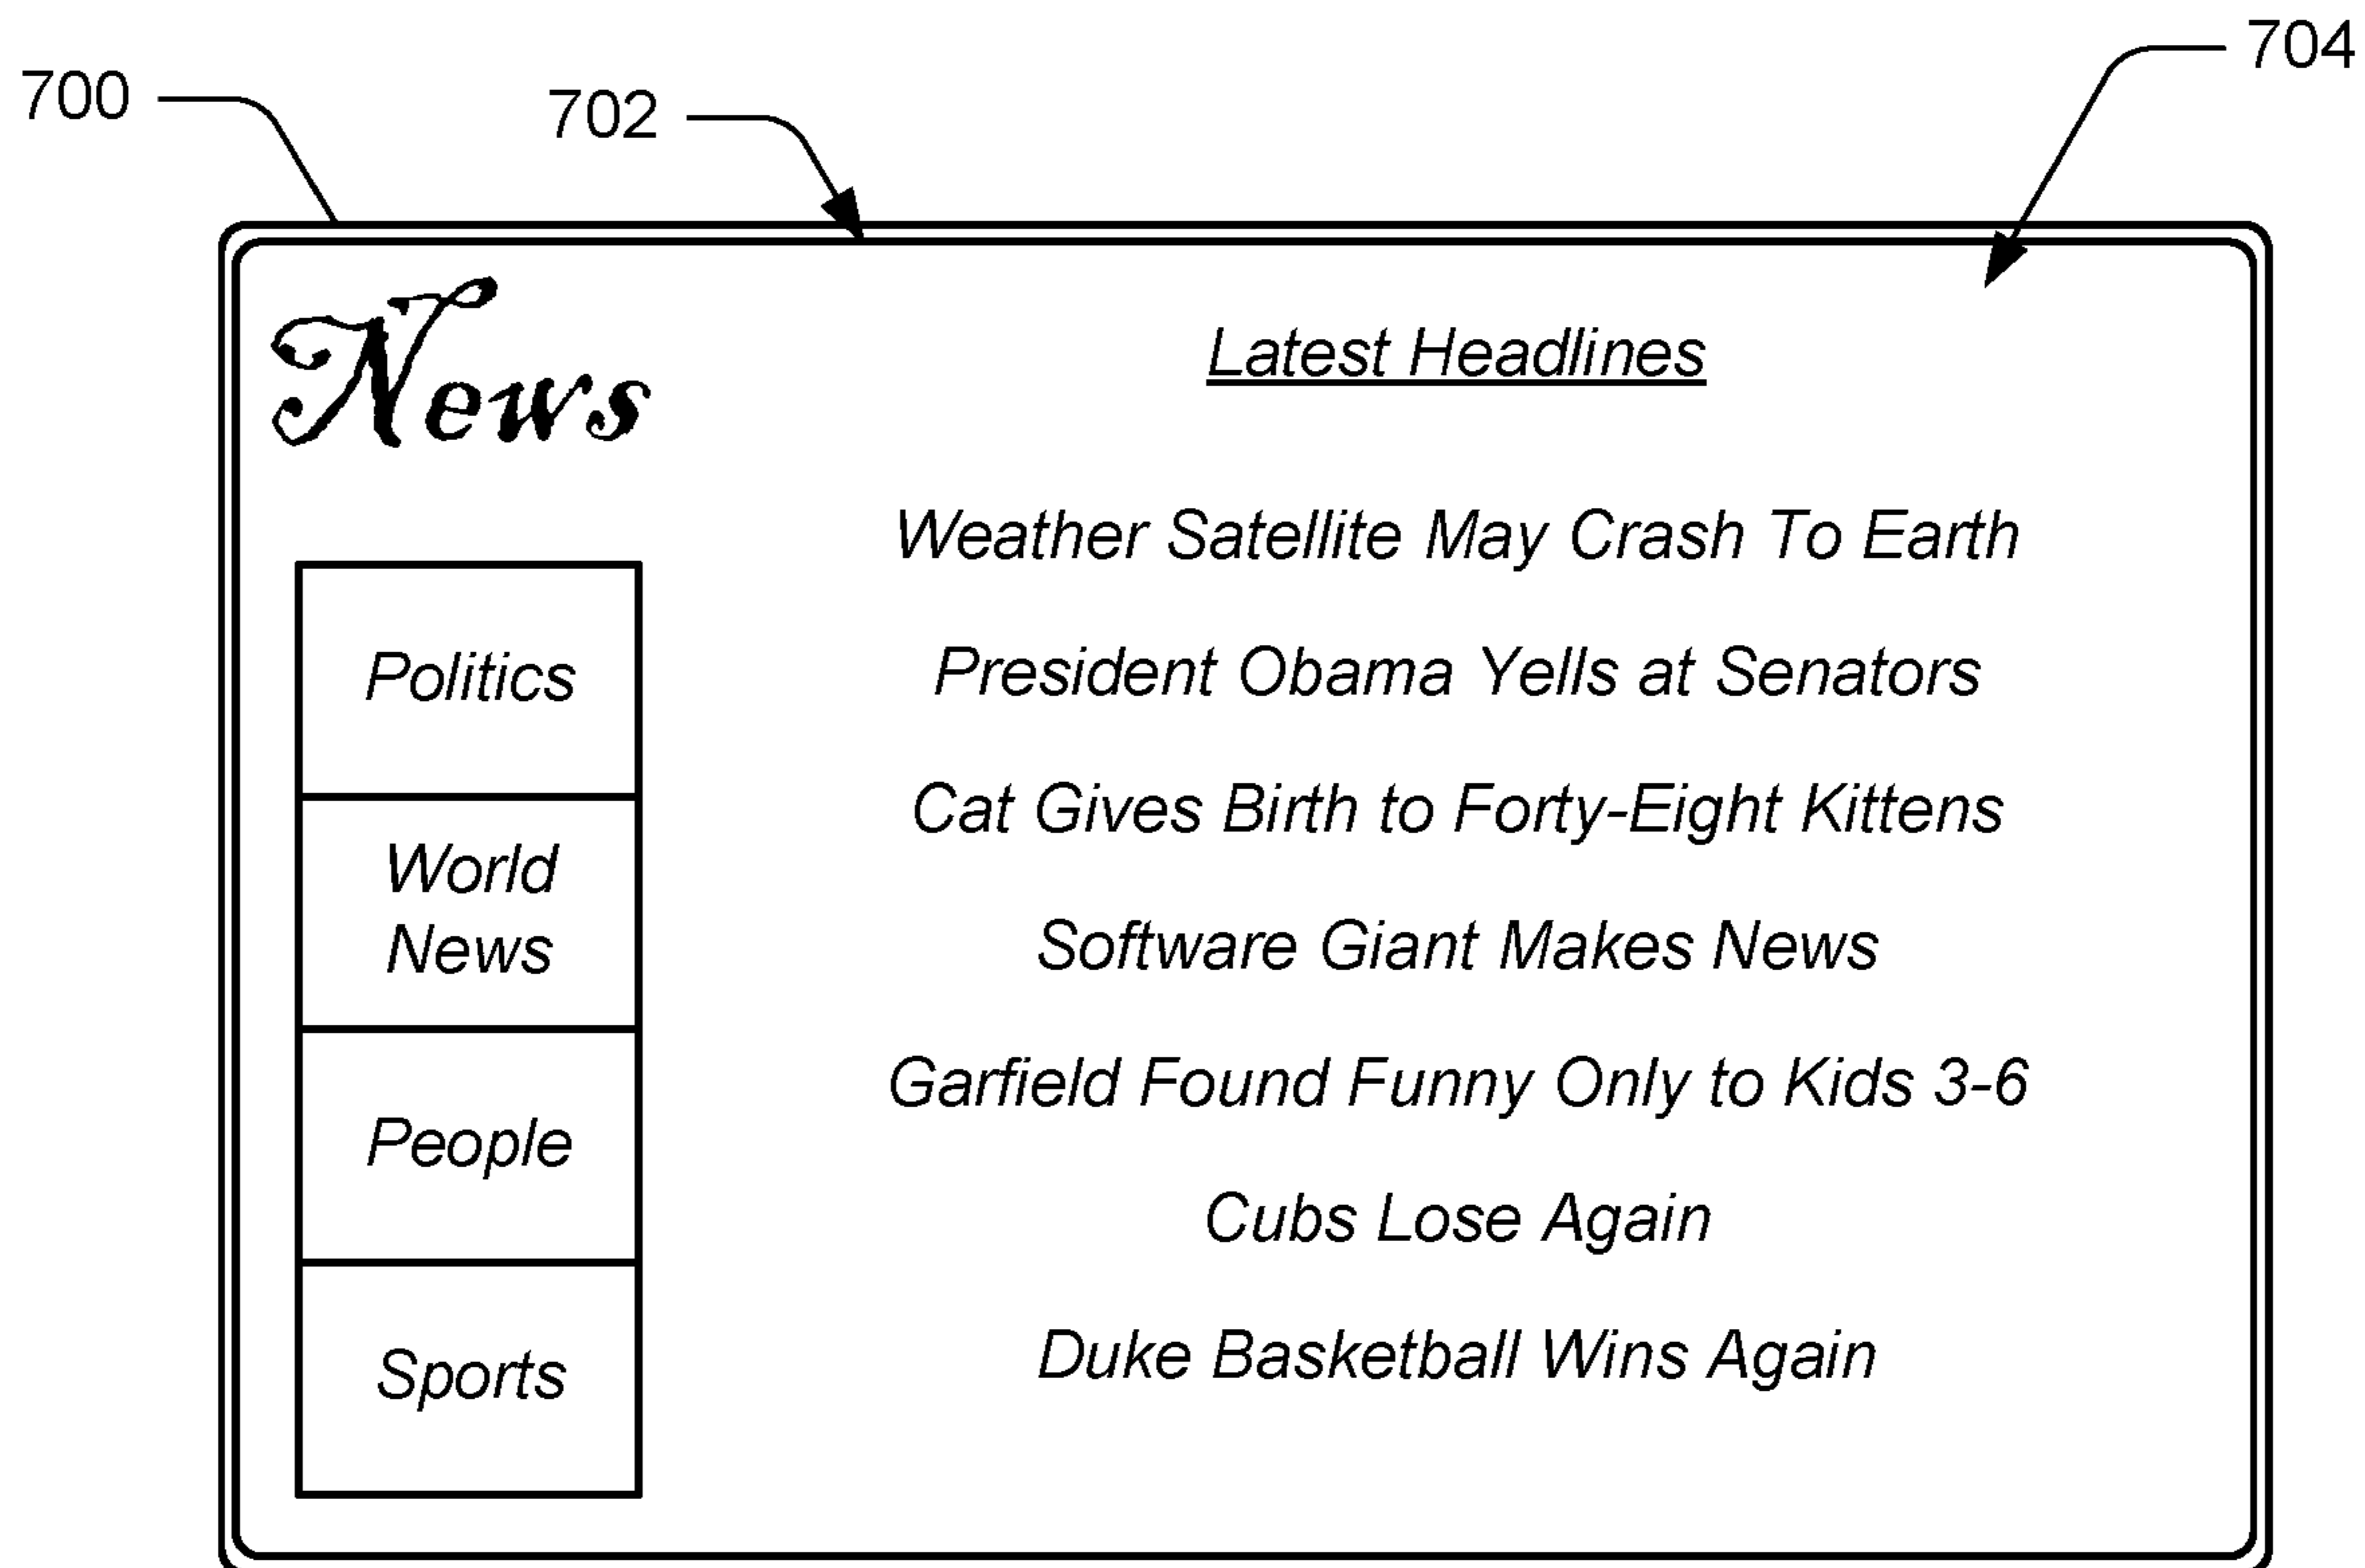 700
702
704
News
Latest Headlines
Weather Satellite May Crash To Earth
President Obama Yells at Senators
Cat Gives Birth to Forty-Eight Kittens
Software Giant Makes News
Garfield Found Funny Only to Kids 3-6
Cubs Lose Again
Duke Basketball Wins Again
Politics
World
News
People
Sports